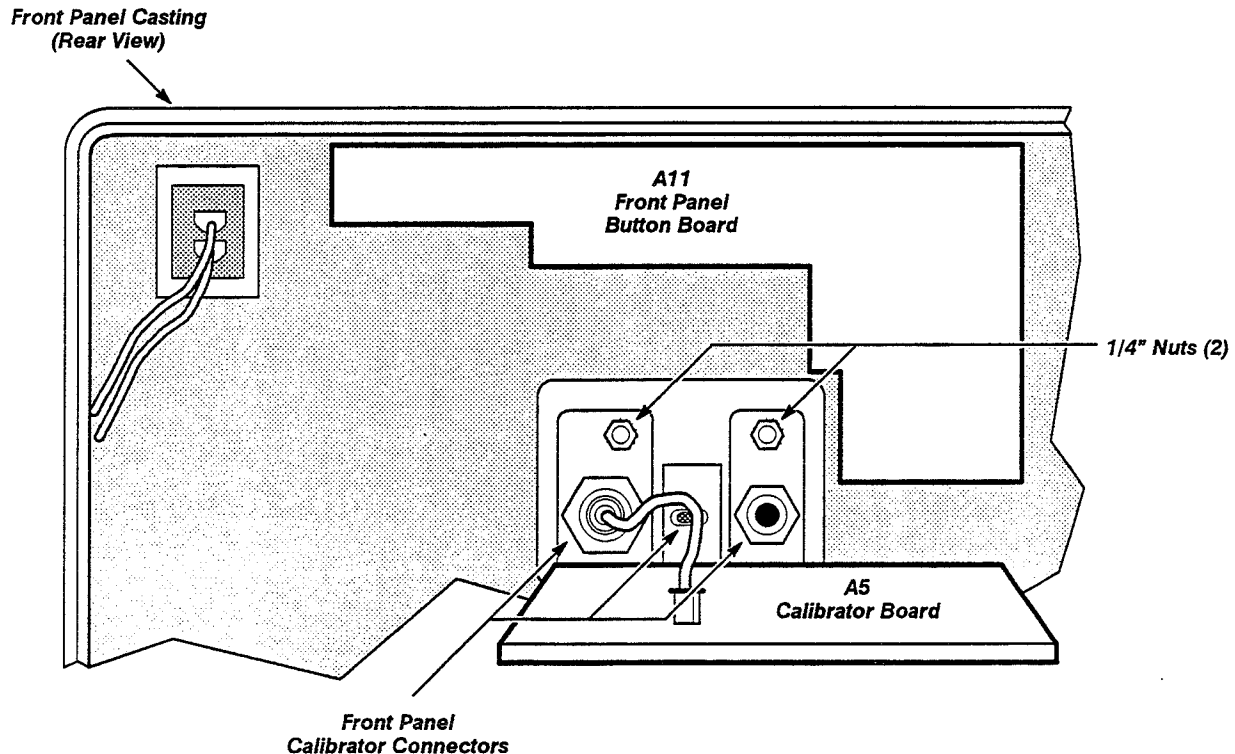 Front Panel Casting
(Rear View)
A11
Front Panel
Button Board
1/4" Nuts (2)
A5
Calibrator Board
Front Panel
Calibrator Connectors